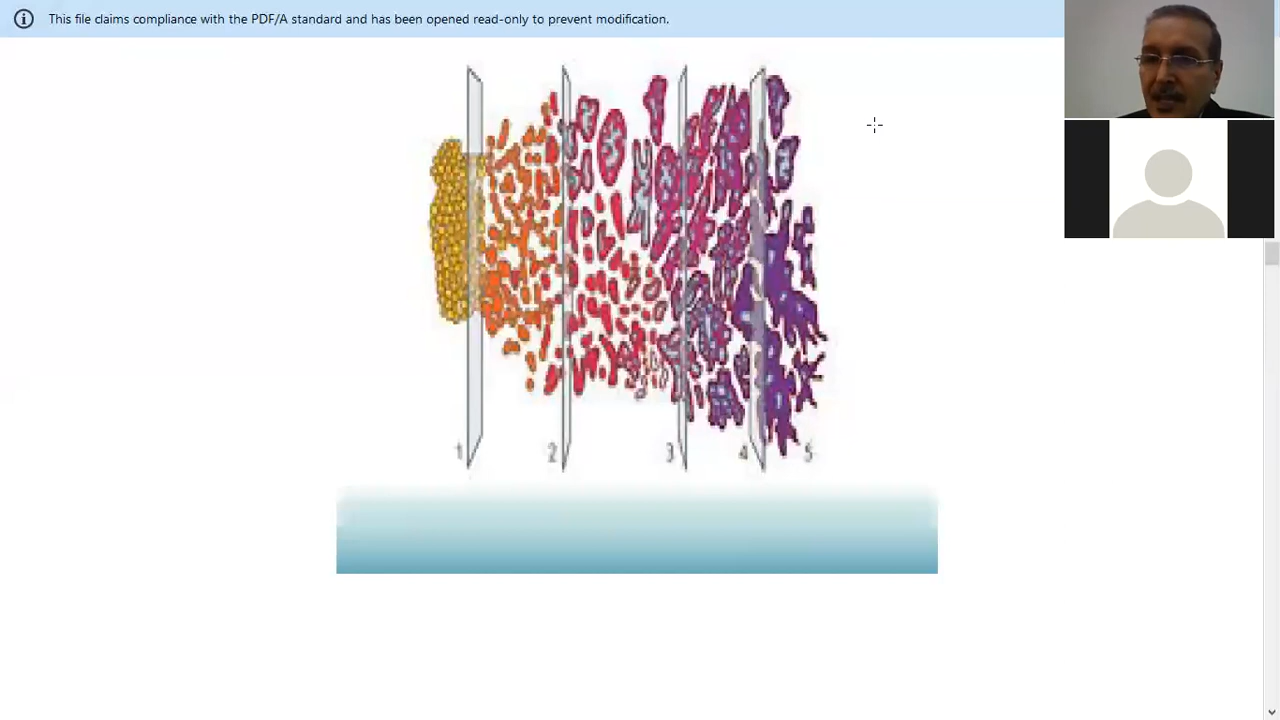 This file claims compliance with the PDF/A standard and has been opened read-only to prevent modification.
1 2 3 4 5